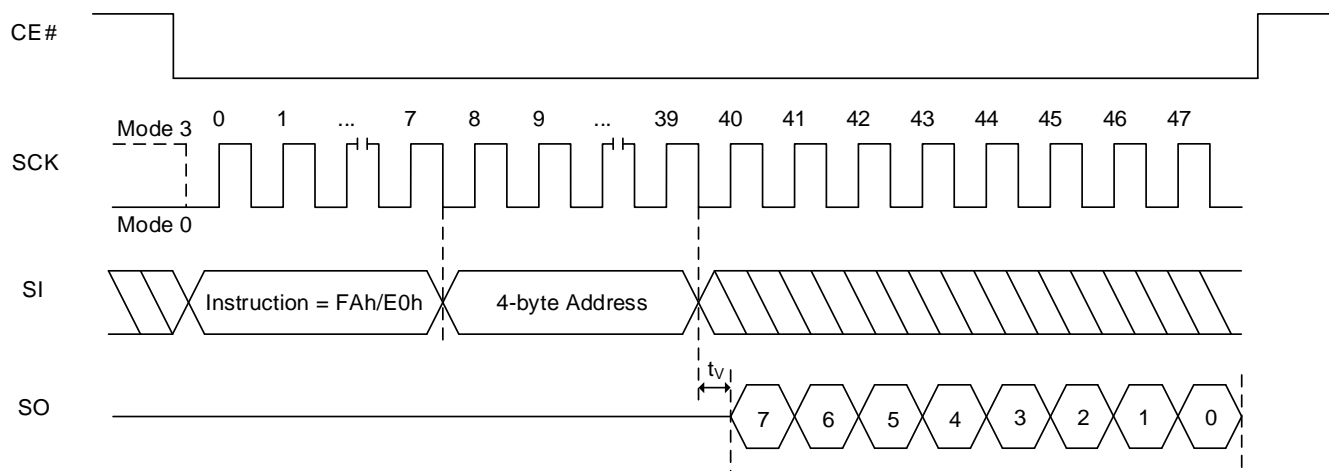 CE#
0 1 ... 7 8 9 ... 39 40 41 42 43 44 45 46 47
Mode 3
SCK
Mode 0
SI
Instruction = FAh/E0h
4-byte Address
tV
SO
7 6 5 4 3 2 1 0